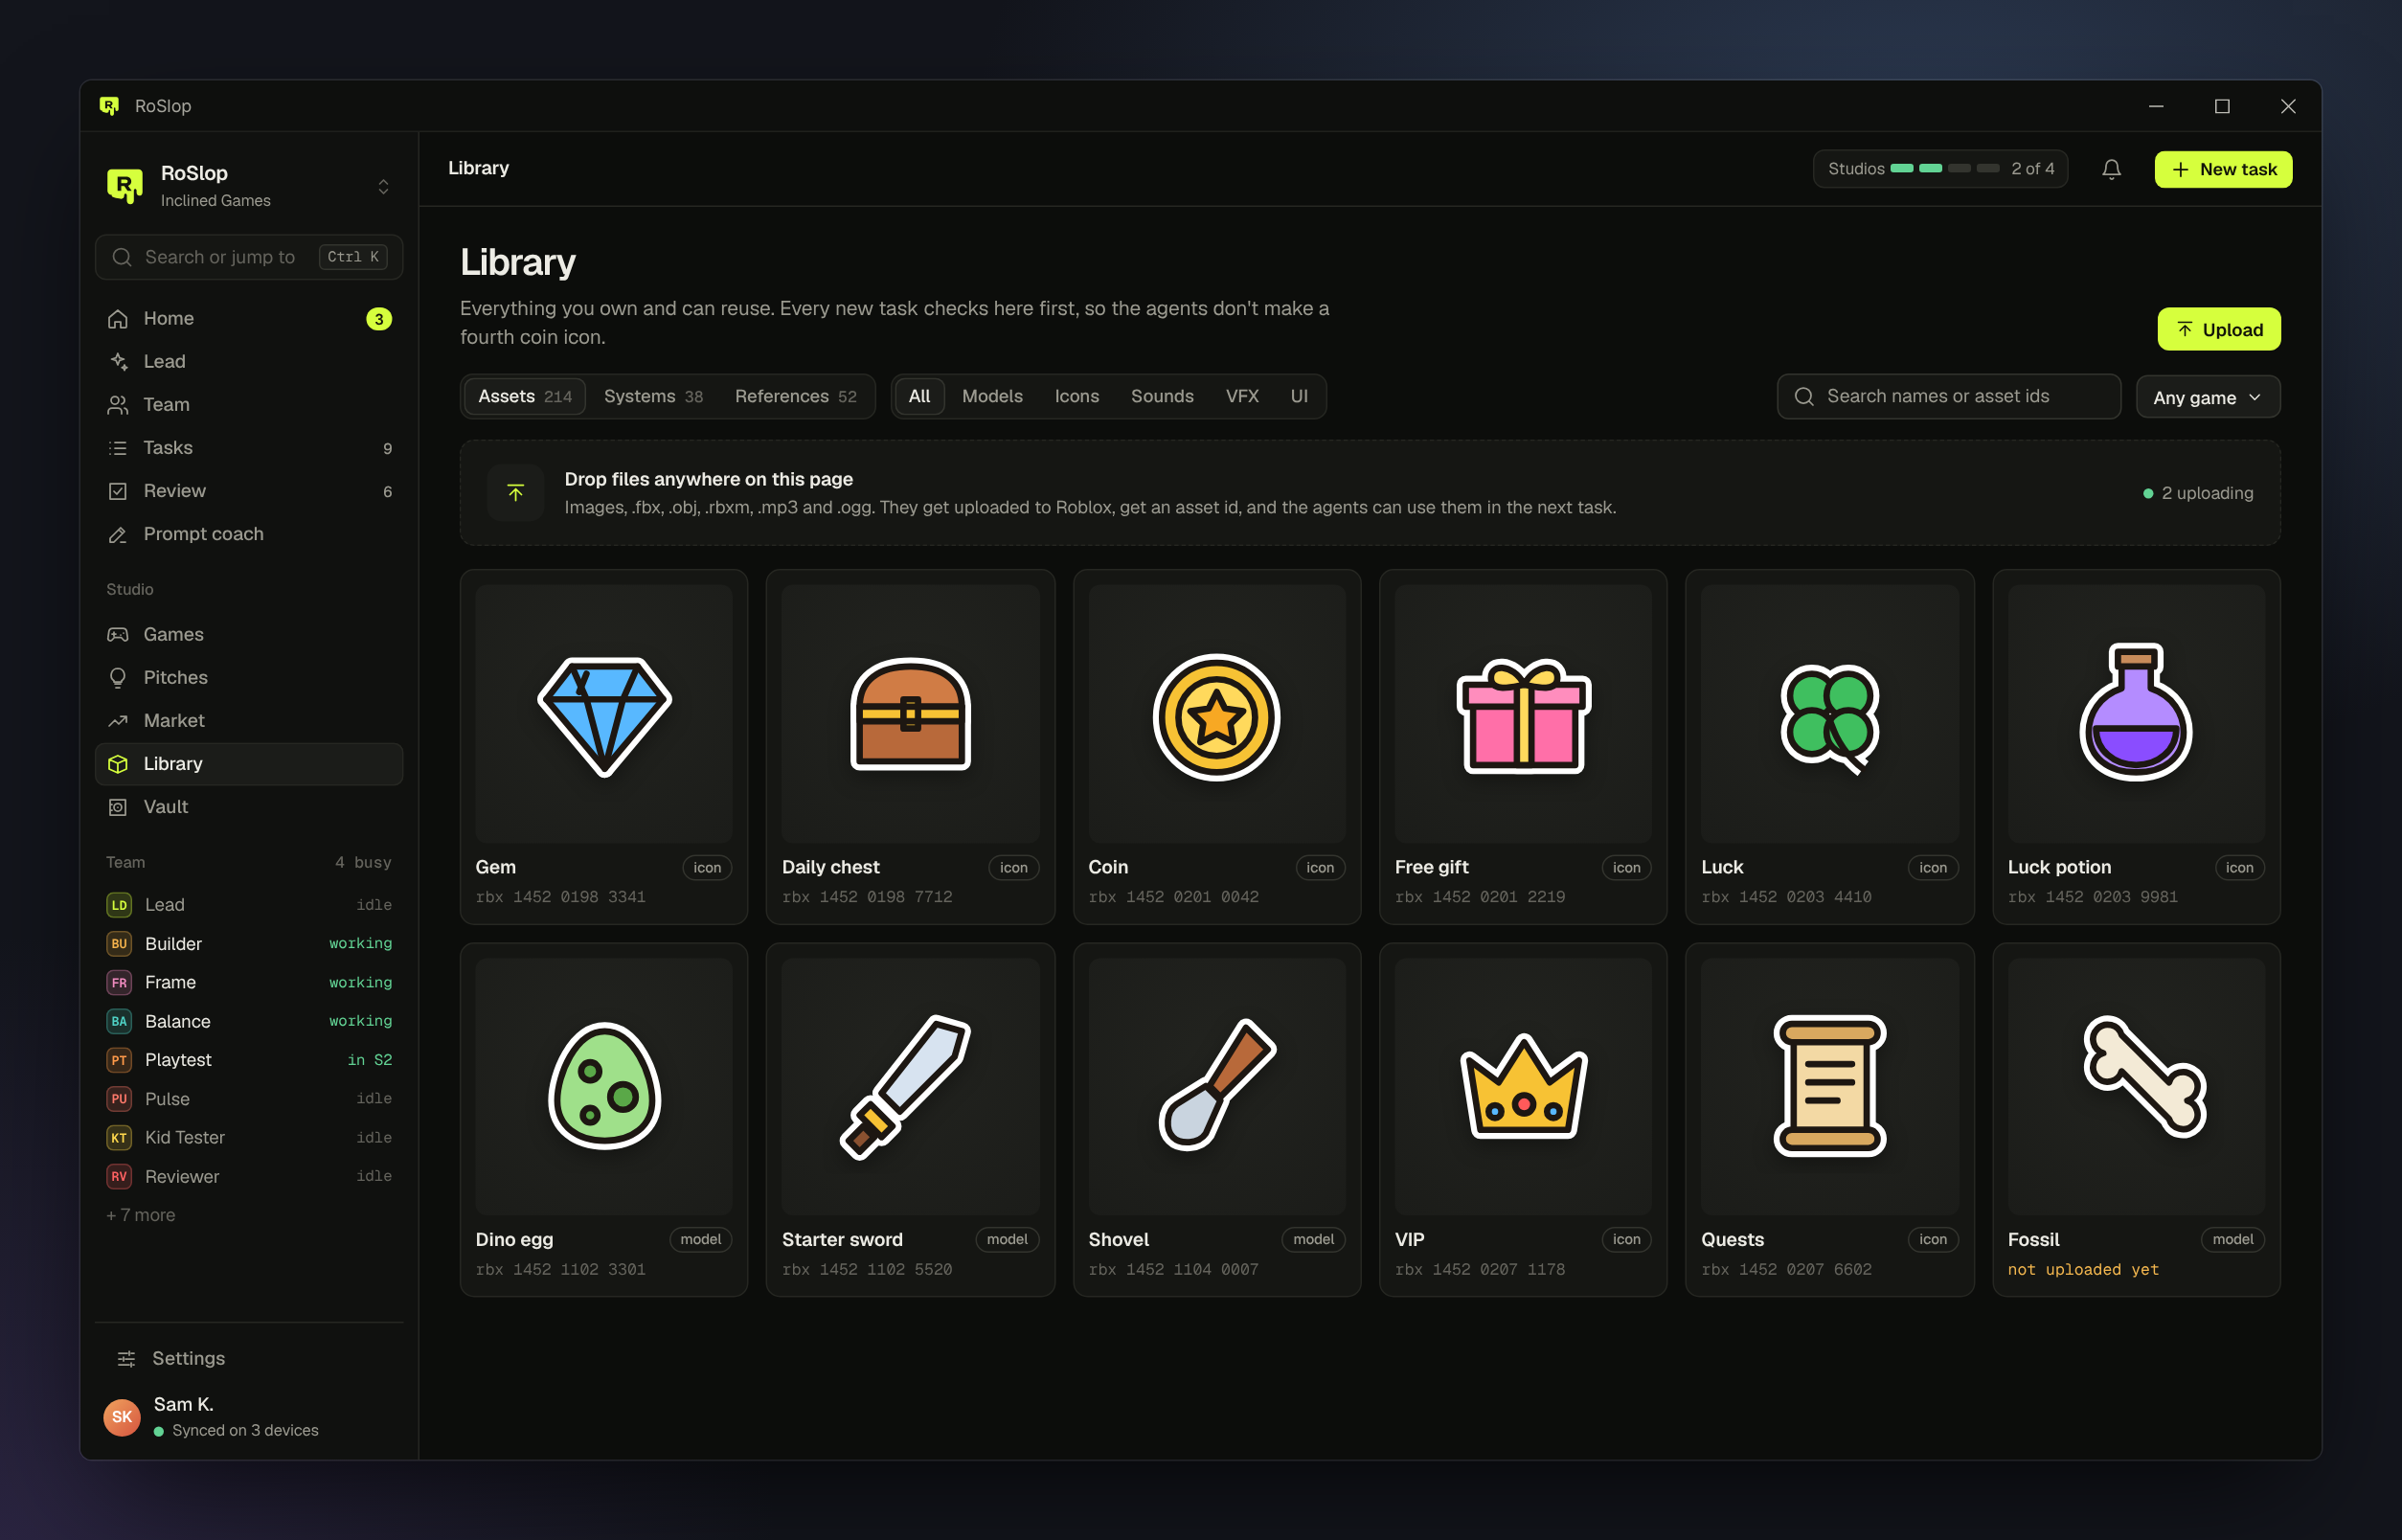 RoSlop
RoSlop
Inclined Games
Search or jump to
Ctrl K
Home 3
Lead
Team
Tasks 9
Review 6
Prompt coach
Studio
Games
Pitches
Market
Library
Vault
Team 4 busy
LD Lead idle
BU Builder working
FR Frame working
BA Balance working
PT Playtest in S2
PU Pulse idle
KT Kid Tester idle
RV Reviewer idle
+ 7 more
Settings
SK
Sam K.
Synced on 3 devices
Library
Studios 2 of 4
New task
Library
Everything you own and can reuse. Every new task checks here first, so the agents don't make a
fourth coin icon.
Upload
Assets 214 Systems 38 References 52
All Models Icons Sounds VFX UI
Search names or asset ids
Any game
Drop files anywhere on this page
Images, .fbx, .obj, .rbxm, .mp3 and .ogg. They get uploaded to Roblox, get an asset id, and the agents can use them in the next task.
2 uploading
Gem icon
rbx 1452 0198 3341
Daily chest icon
rbx 1452 0198 7712
Coin icon
rbx 1452 0201 0042
Free gift icon
rbx 1452 0201 2219
Luck icon
rbx 1452 0203 4410
Luck potion icon
rbx 1452 0203 9981
Dino egg model
rbx 1452 1102 3301
Starter sword model
rbx 1452 1102 5520
Shovel model
rbx 1452 1104 0007
VIP icon
rbx 1452 0207 1178
Quests icon
rbx 1452 0207 6602
Fossil model
not uploaded yet